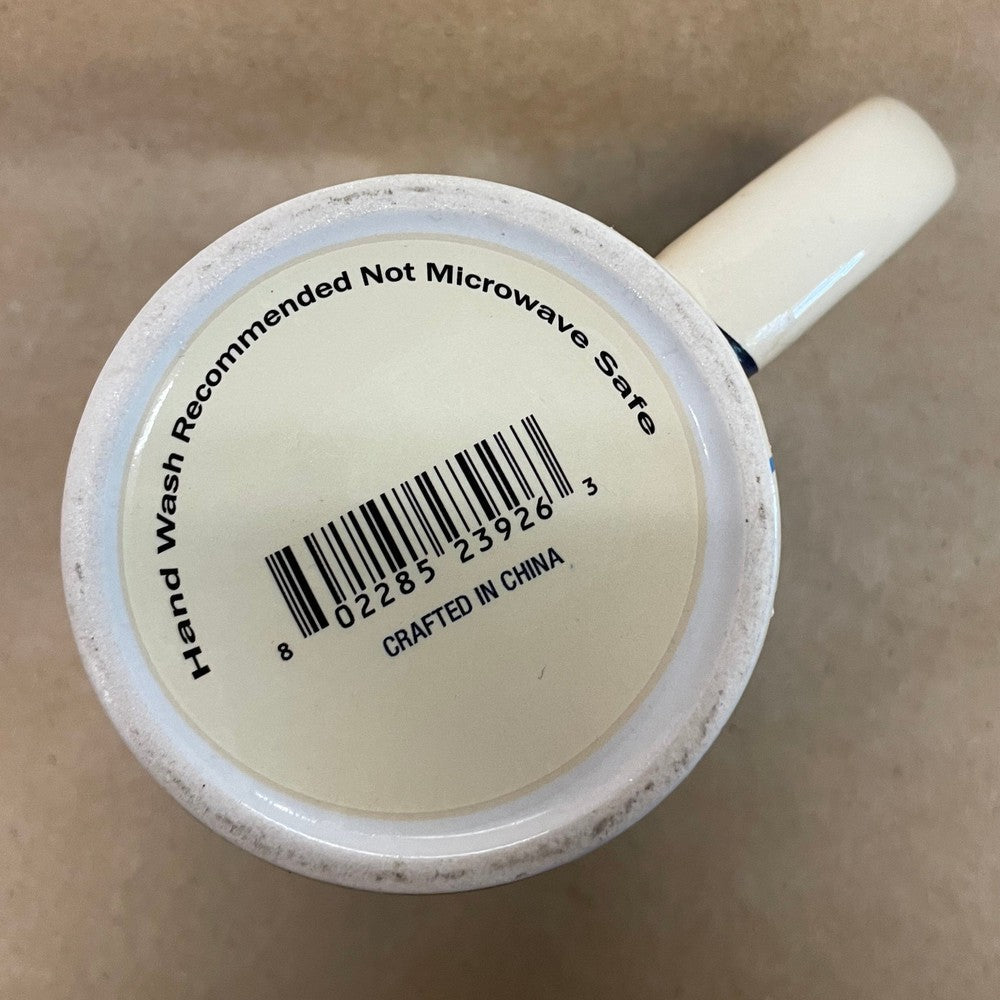 Hand Wash Recommended Not Microwave Safe
8 02285 23926 3
CRAFTED IN CHINA